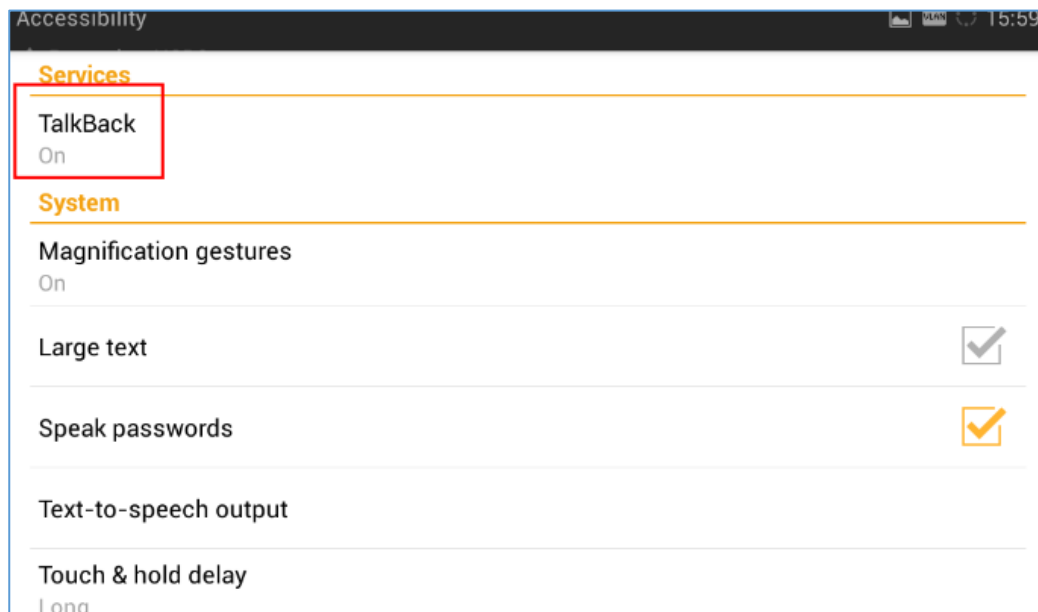 Accessibility
VLAN 15:59
Services
TalkBack
On
System
Magnification gestures
On
Large text
Speak passwords
Text-to-speech output
Touch & hold delay
Long